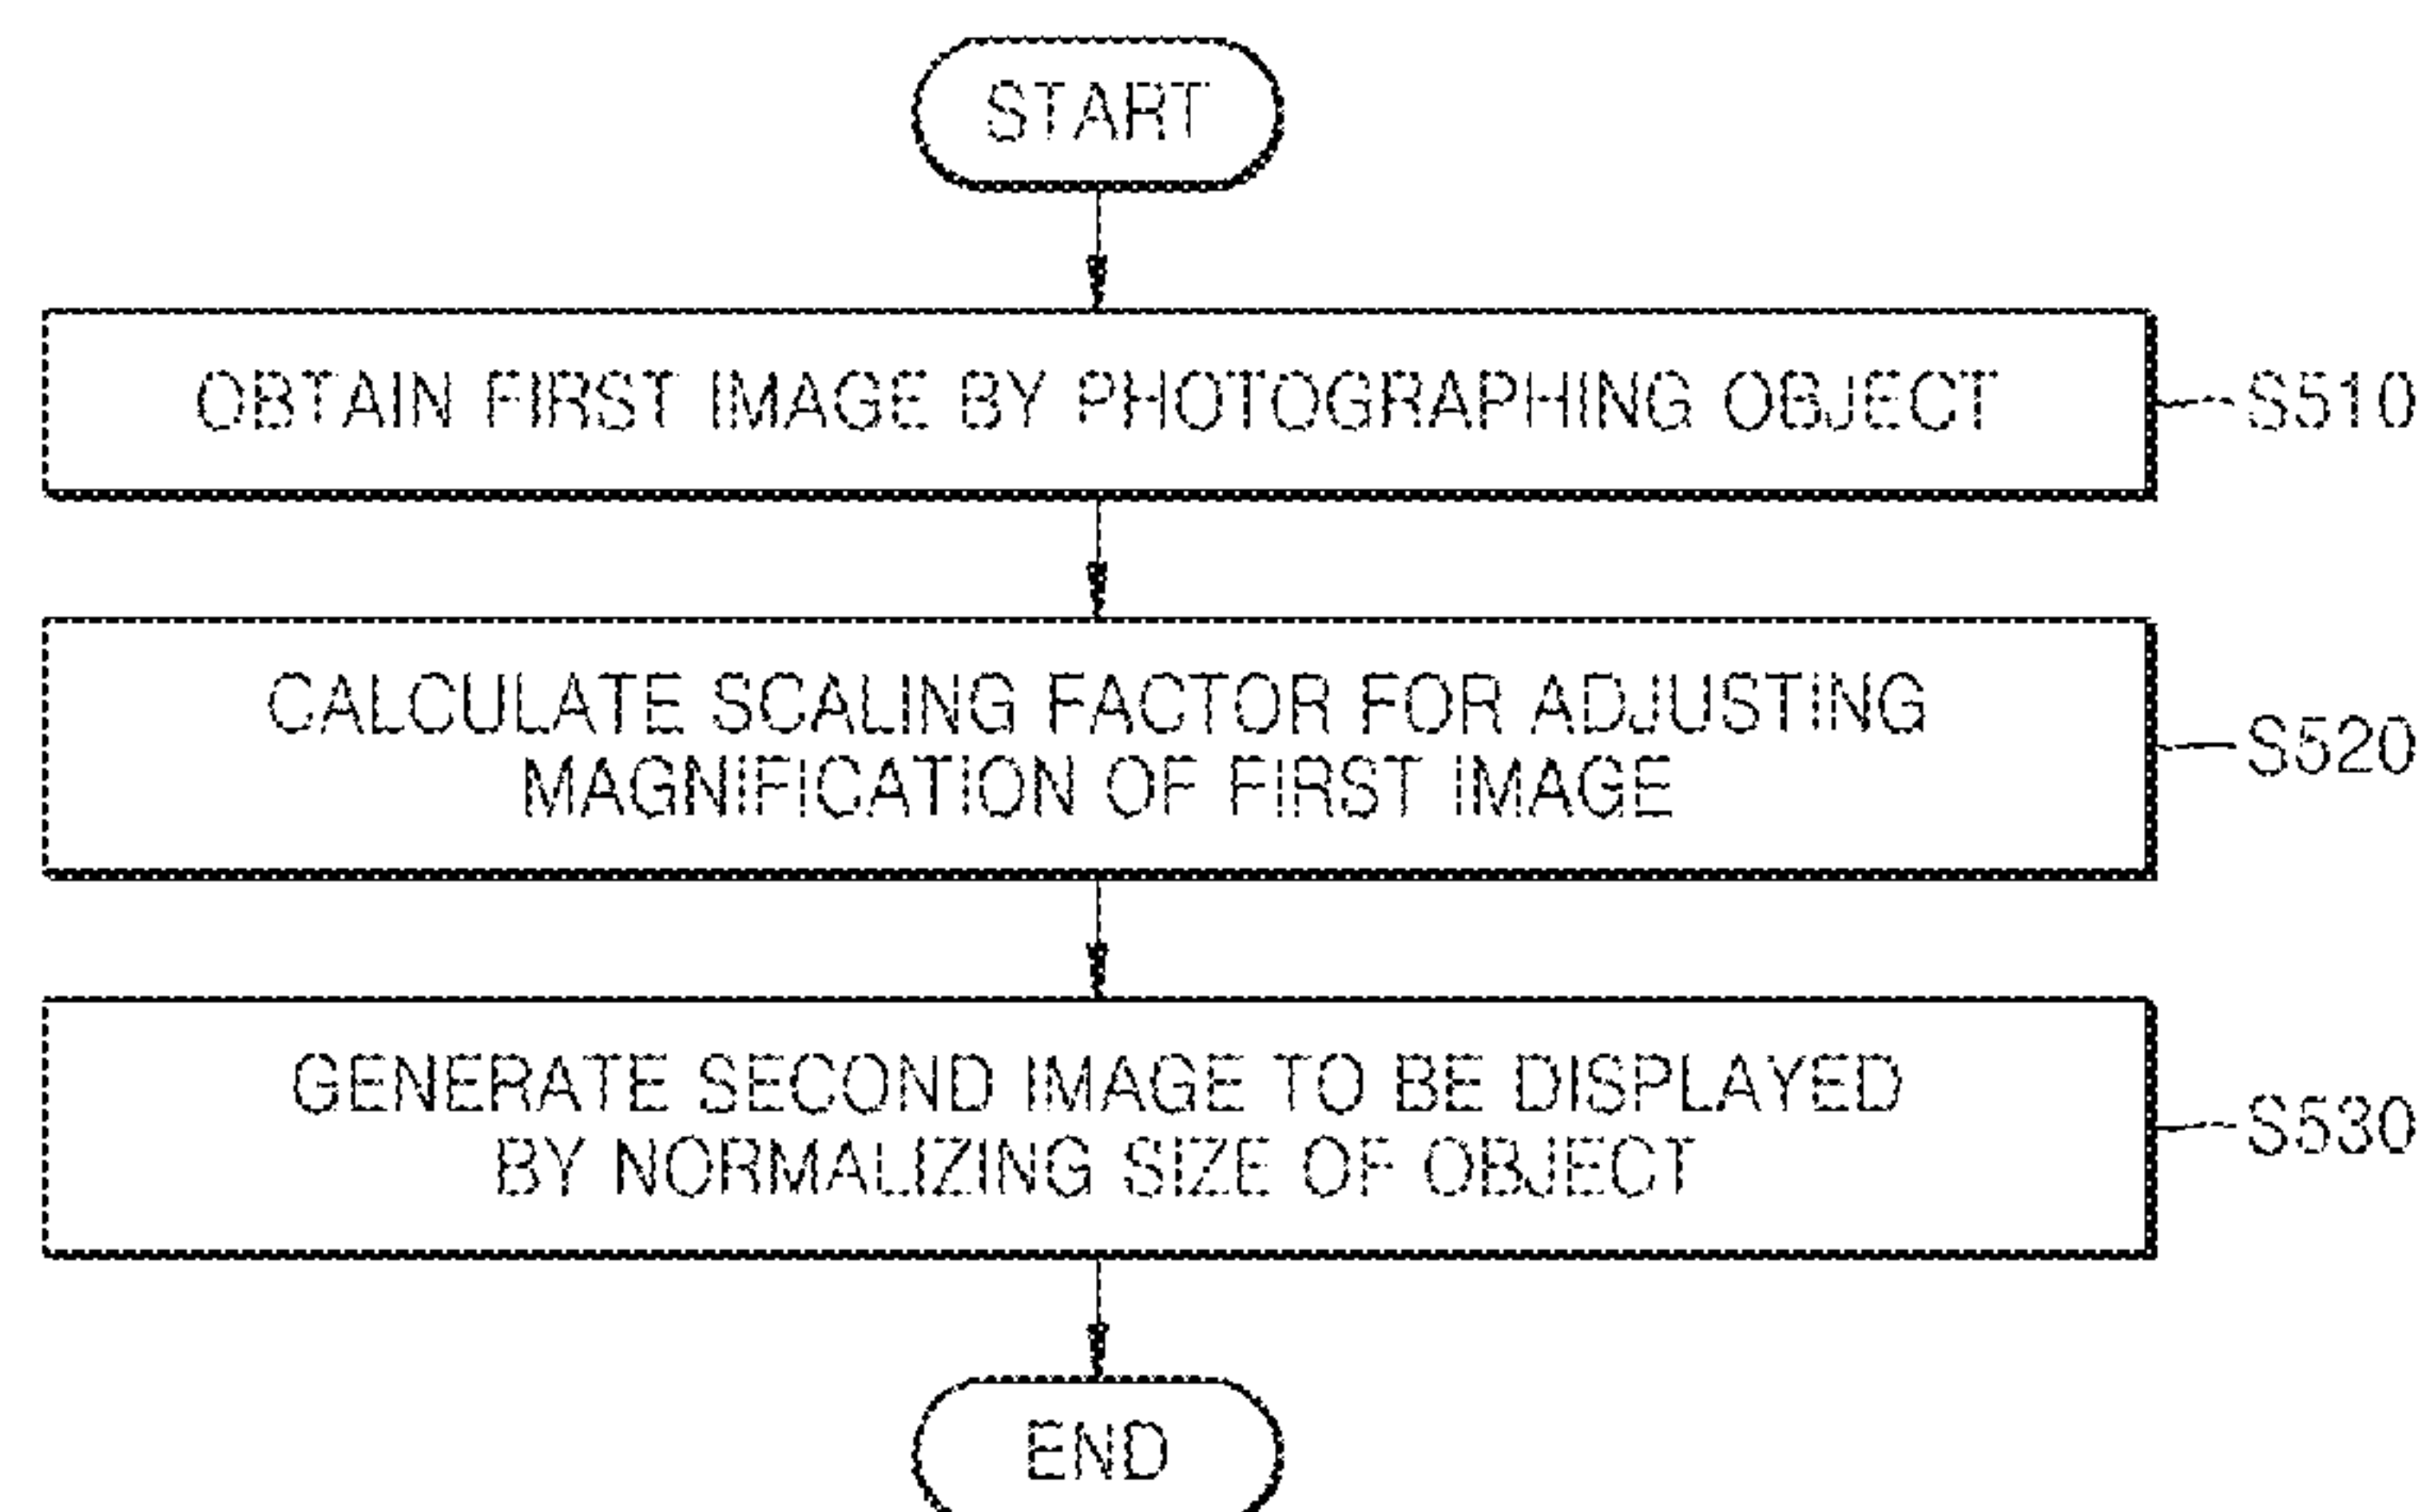 START
OBTAIN FIRST IMAGE BY PHOTOGRAPHING OBJECT
S510
CALCULATE SCALING FACTOR FOR ADJUSTING
MAGNIFICATION OF FIRST IMAGE
S520
GENERATE SECOND IMAGE TO BE DISPLAYED
BY NORMALIZING SIZE OF OBJECT
S530
END